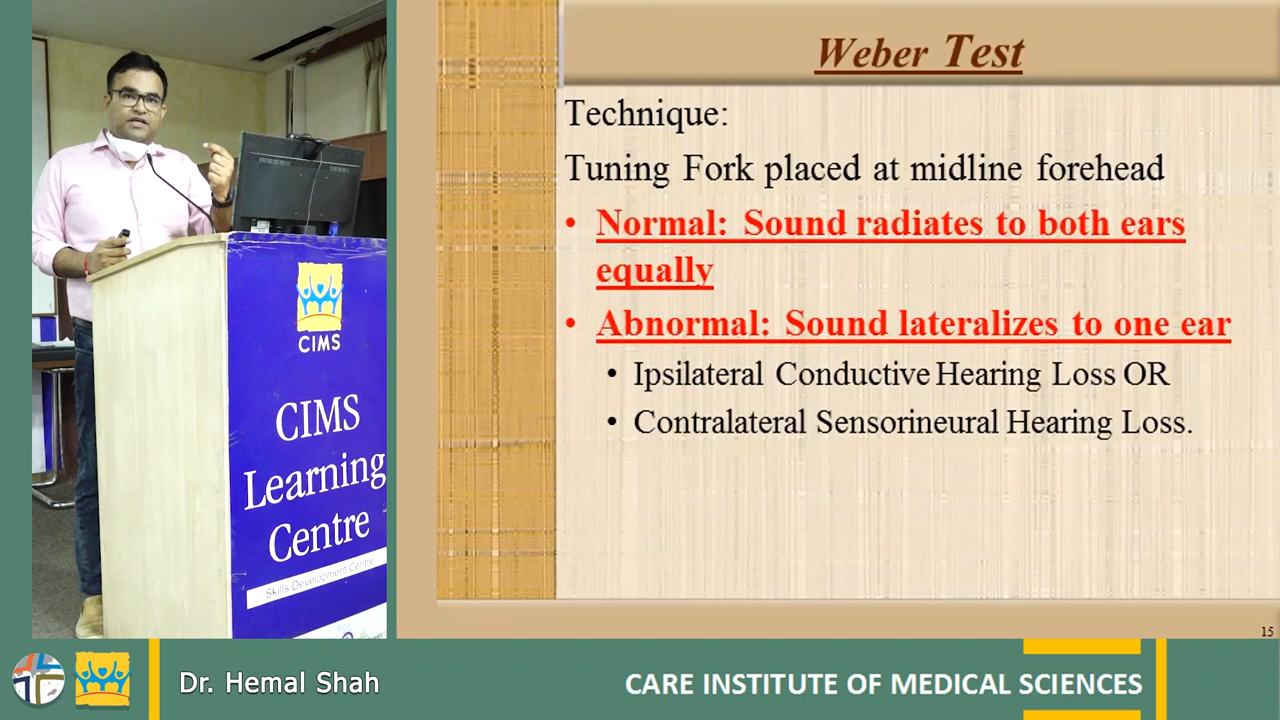 Weber Test
Technique:
Tuning Fork placed at midline forehead
• Normal: Sound radiates to both ears
equally
• Abnormal: Sound lateralizes to one ear
• Ipsilateral Conductive Hearing Loss OR
• Contralateral Sensorineural Hearing Loss.
15
CIMS
CIMS
Learning
Centre
Skills Development Centre
Dr. Hemal Shah
CARE INSTITUTE OF MEDICAL SCIENCES